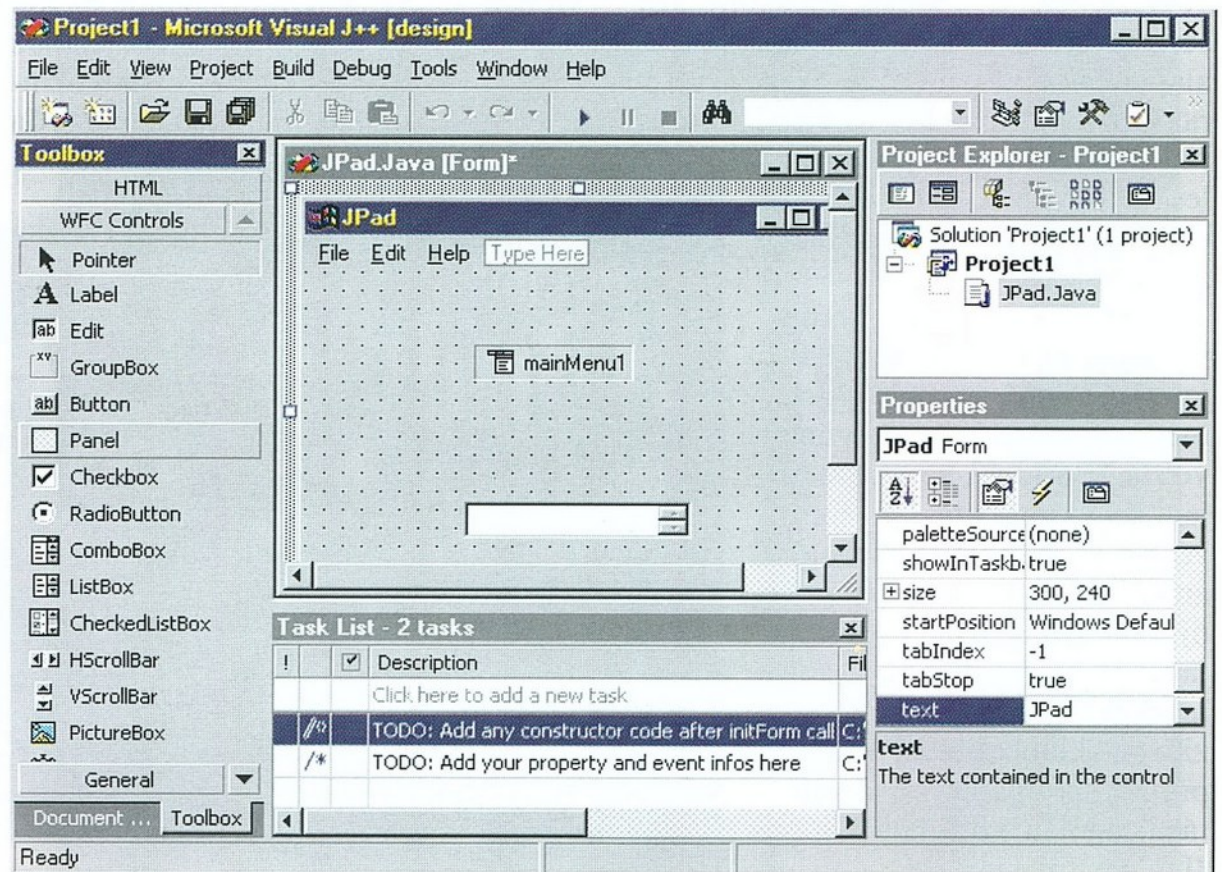 Project1 - Microsoft Visual J++ [design]
File Edit View Project Build Debug Tools Window Help
Toolbox
HTML
WFC Controls
Pointer
A Label
ab Edit
XY GroupBox
ab Button
Panel
Checkbox
RadioButton
ComboBox
ListBox
CheckedListBox
HScrollBar
VScrollBar
PictureBox
General
Document ... Toolbox
Ready
JPad.Java [Form]*
JPad
File Edit Help Type Here
mainMenu1
Task List - 2 tasks
! Description Fil
Click here to add a new task
TODO: Add any constructor code after initForm call C:\
/* TODO: Add your property and event infos here C:\
Project Explorer - Project1
Solution 'Project1' (1 project)
Project1
JPad.Java
Properties
JPad Form
paletteSource (none)
showInTaskb. true
size 300, 240
startPosition Windows Defaul
tabIndex -1
tabStop true
text JPad
text
The text contained in the control